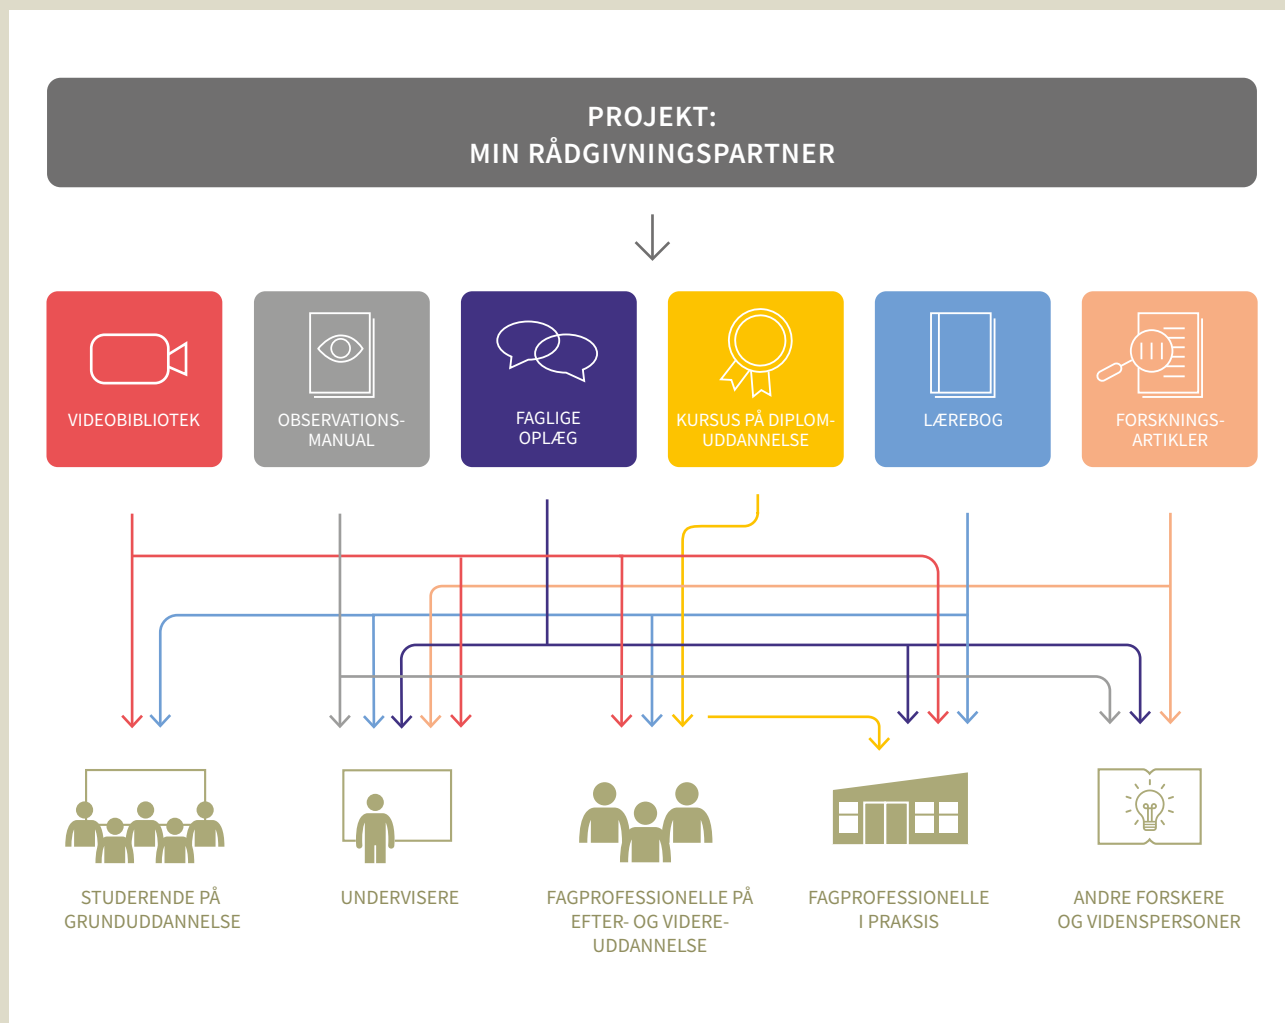 PROJEKT:
MIN RÅDGIVNINGSPARTNER
VIDEOBIBLIOTEK
OBSERVATIONS-
MANUAL
FAGLIGE
OPLÆG
KURSUS PÅ DIPLOM-
UDDANNELSE
LÆREBOG
FORSKNINGS-
ARTIKLER
STUDERENDE PÅ
GRUNDUDDANNELSE
UNDERVISERE
FAGPROFESSIONELLE PÅ
EFTER- OG VIDERE-
UDDANNELSE
FAGPROFESSIONELLE
I PRAKSIS
ANDRE FORSKERE
OG VIDENSPERSONER